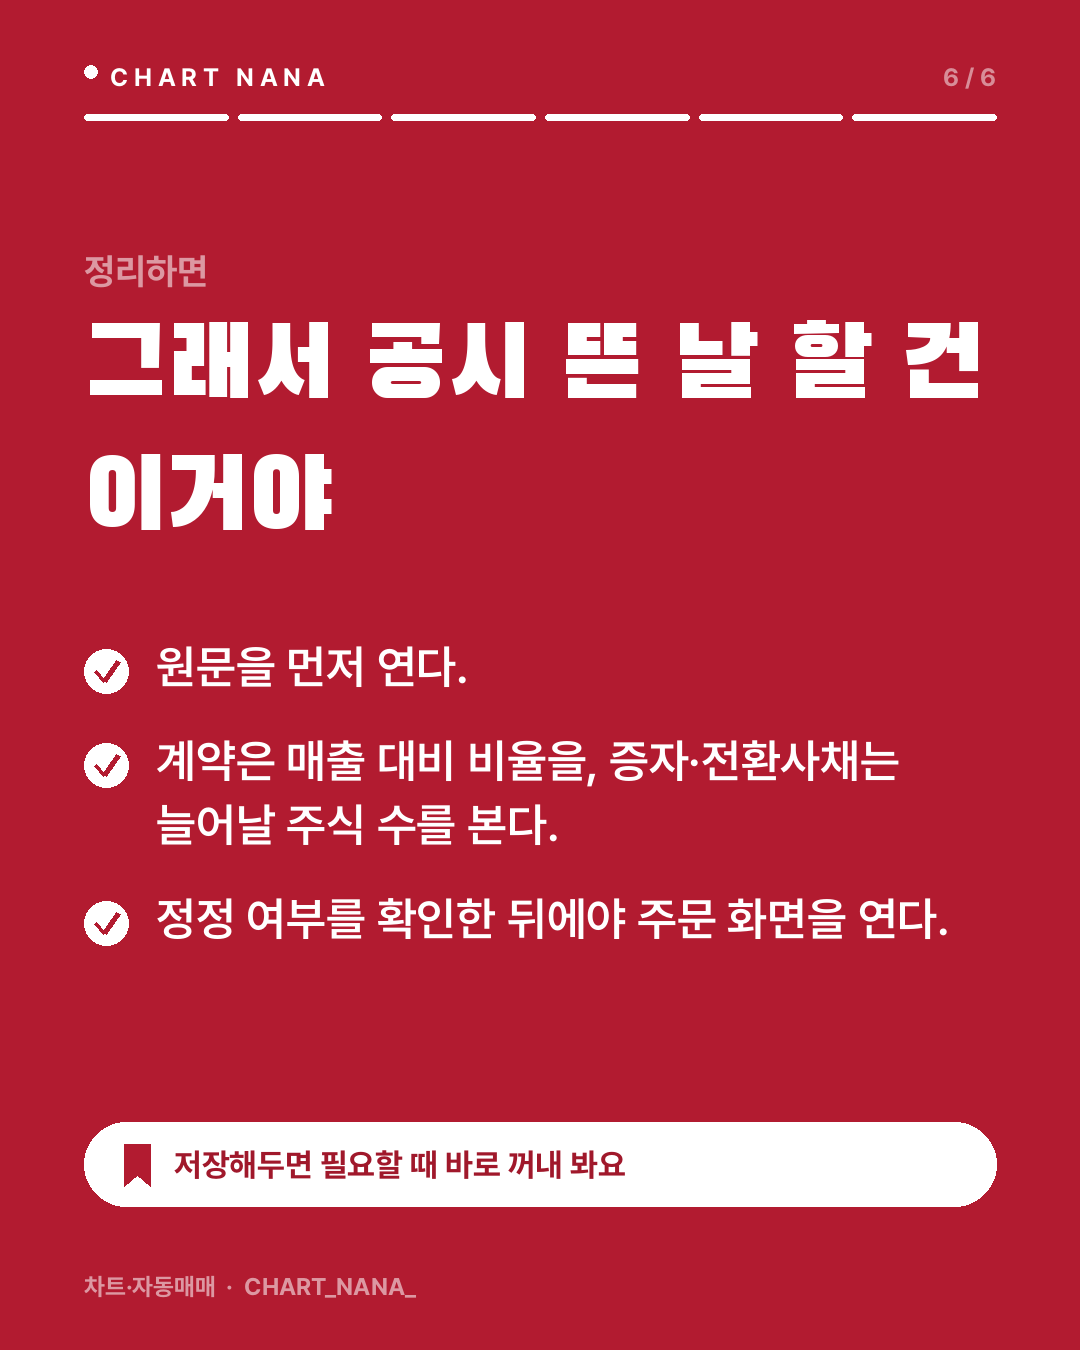 CHART NANA
6 / 6
정리하면
그래서 공시 뜬 날 할 건
이거야
원문을 먼저 연다.
계약은 매출 대비 비율을, 증자·전환사채는
늘어날 주식 수를 본다.
정정 여부를 확인한 뒤에야 주문 화면을 연다.
저장해두면 필요할 때 바로 꺼내 봐요
차트·자동매매 · CHART_NANA_